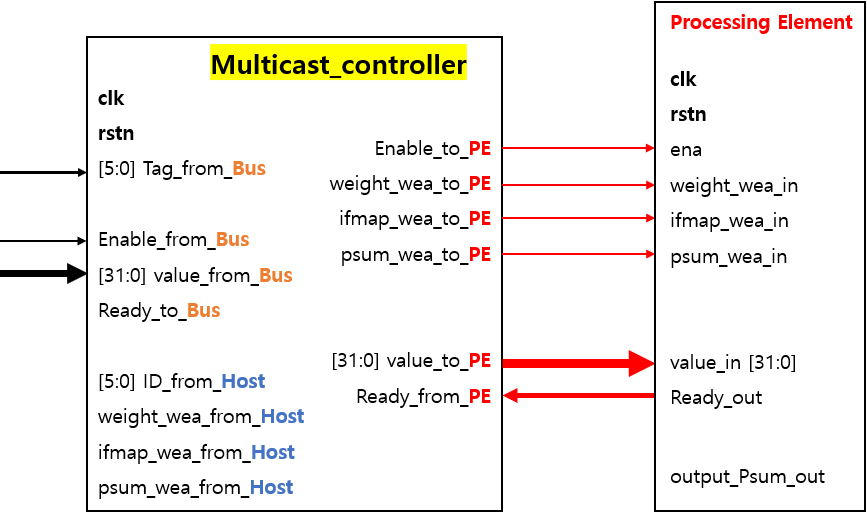 Multicast_controller
clk
rstn
[5:0] Tag_from_Bus
Enable_from_Bus
[31:0] value_from_Bus
Ready_to_Bus
[5:0] ID_from_Host
weight_wea_from_Host
ifmap_wea_from_Host
psum_wea_from_Host
Enable_to_PE
weight_wea_to_PE
ifmap_wea_to_PE
psum_wea_to_PE
[31:0] value_to_PE
Ready_from_PE
Processing Element
clk
rstn
ena
weight_wea_in
ifmap_wea_in
psum_wea_in
value_in [31:0]
Ready_out
output_Psum_out